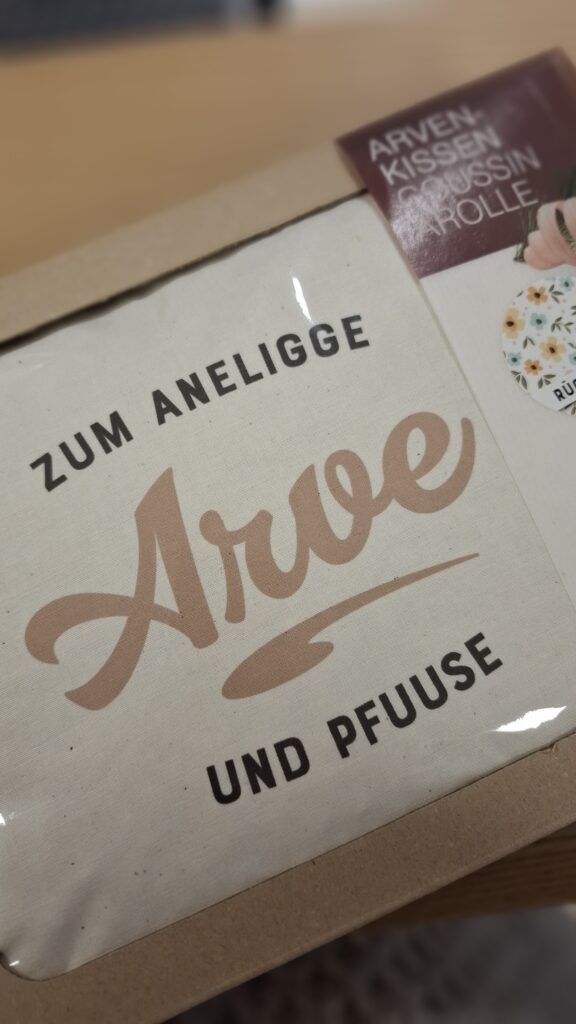 ARVEN-
KISSEN
COUSSIN
AROLLE
ZUM ANELIGGE
Arve
UND PFUUSE